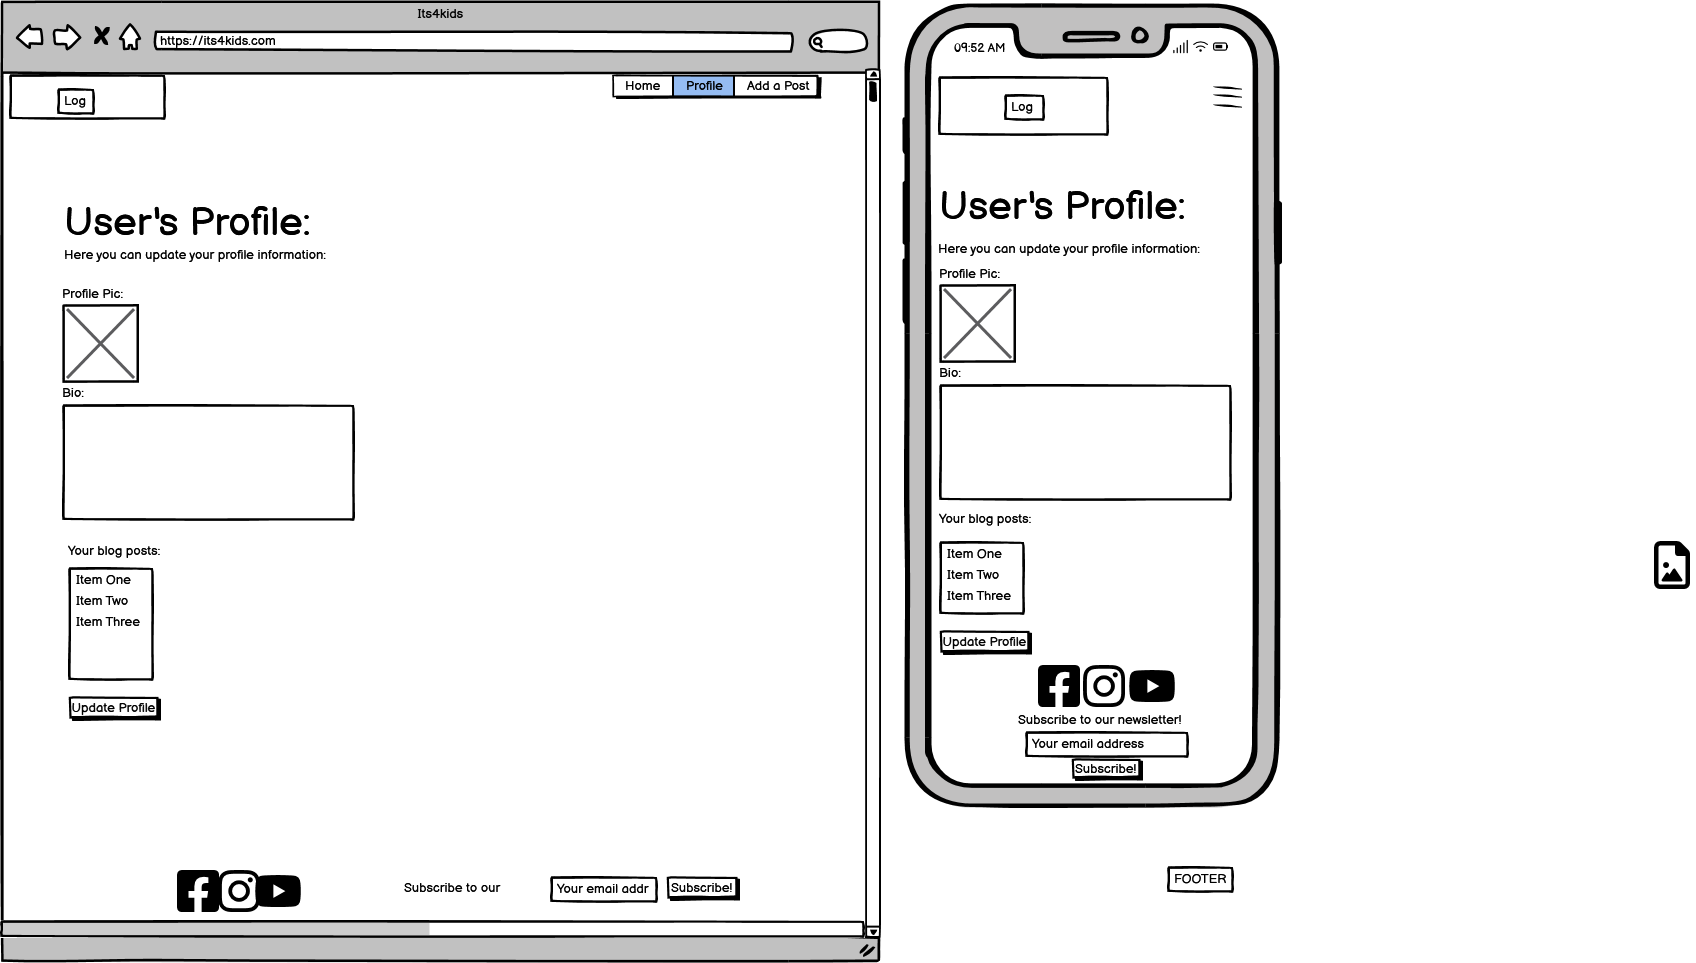 Its4kids
https://its4kids.com
Log
Home Profile Add a Post
User's Profile:
Here you can update your profile information:
Profile Pic:
Bio:
Your blog posts:
Item One
Item Two
Item Three
Update Profile
Subscribe to our
Your email addr
Subscribe!
09:52 AM
Log
User's Profile:
Here you can update your profile information:
Profile Pic:
Bio:
Your blog posts:
Item One
Item Two
Item Three
Update Profile
Subscribe to our newsletter!
Your email address
Subscribe!
FOOTER